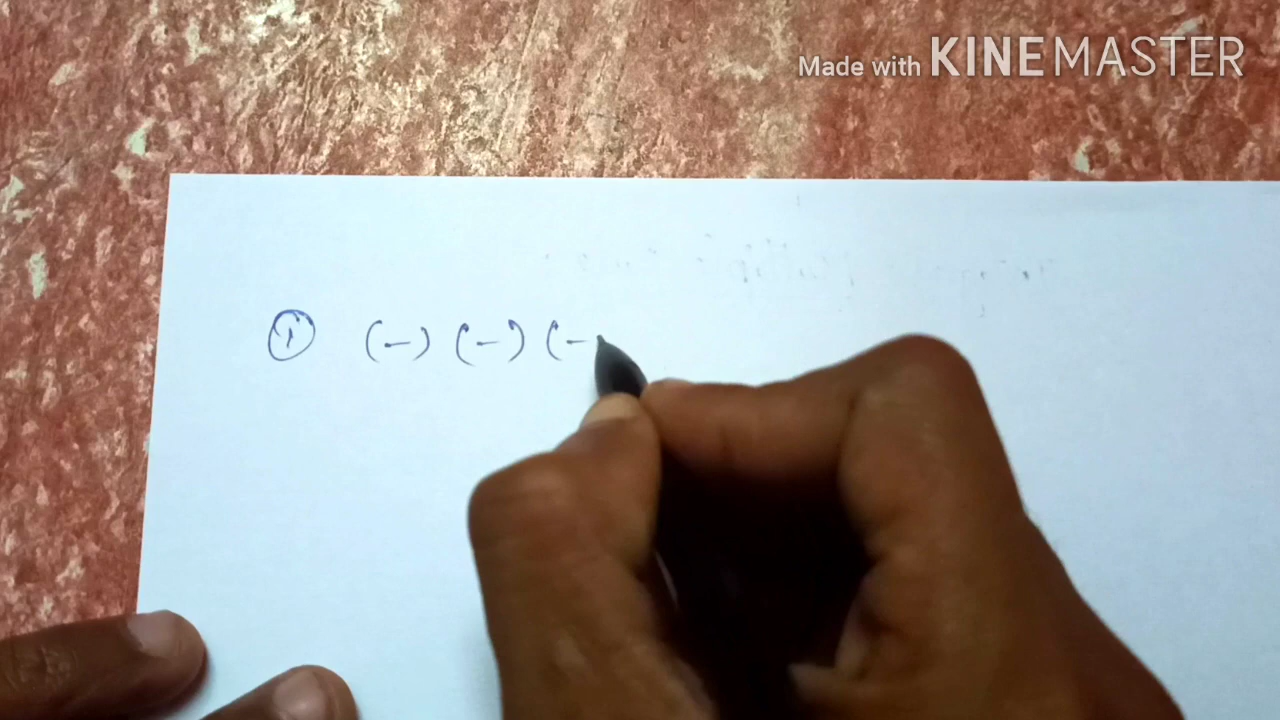 Made with KINEMASTER
① (-) (-) (-